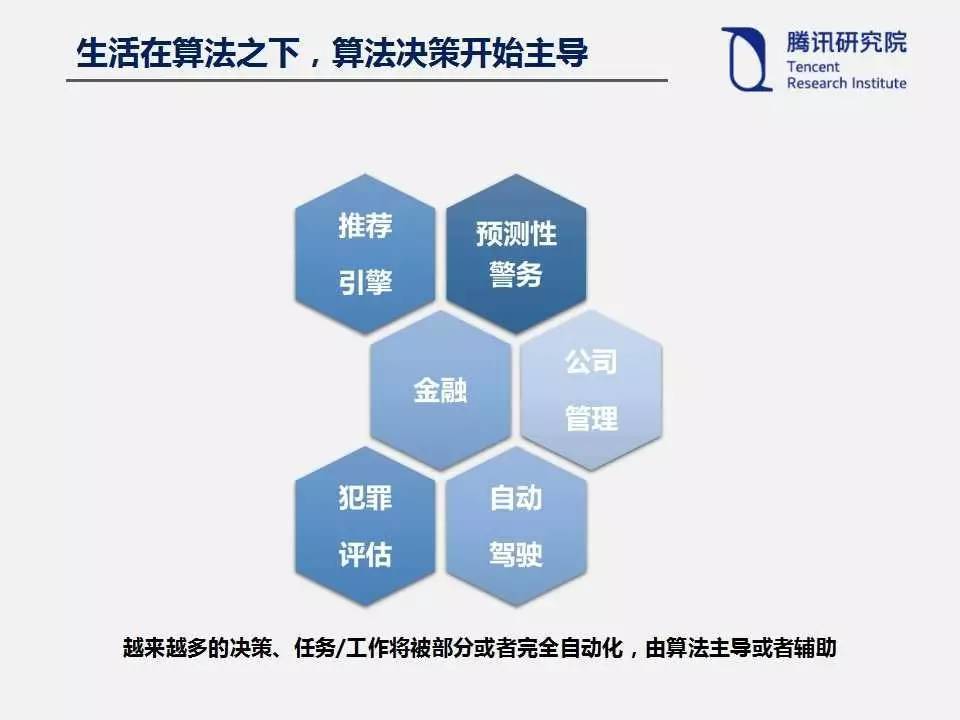 生活在算法之下，算法决策开始主导
腾讯研究院
Tencent
Research Institute
推荐
引擎
预测性
警务
金融
公司
管理
犯罪
评估
自动
驾驶
越来越多的决策、任务/工作将被部分或者完全自动化，由算法主导或者辅助